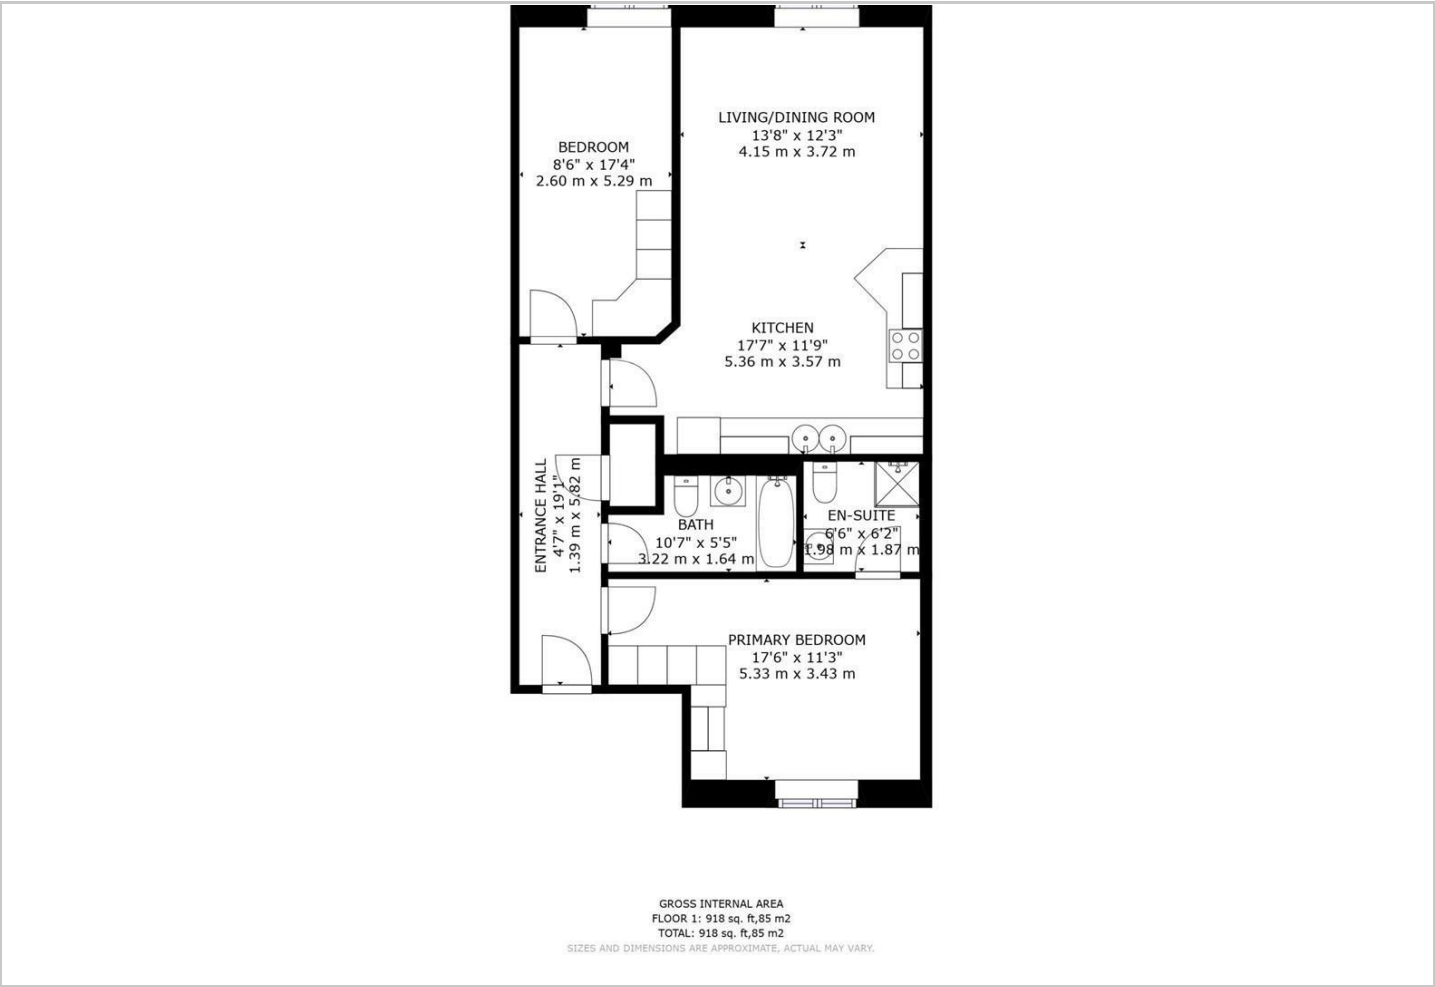 LIVING/DINING ROOM
13'8" x 12'3"
4.15 m x 3.72 m
BEDROOM
8'6" x 17'4"
2.60 m x 5.29 m
KITCHEN
17'7" x 11'9"
5.36 m x 3.57 m
ENTRANCE HALL
4'7" x 19'1"
1.39 m x 5.82 m
BATH
10'7" x 5'5"
3.22 m x 1.64 m
EN-SUITE
6'6" x 6'2"
1.98 m x 1.87 m
PRIMARY BEDROOM
17'6" x 11'3"
5.33 m x 3.43 m
GROSS INTERNAL AREA
FLOOR 1: 918 sq. ft,85 m2
TOTAL: 918 sq. ft,85 m2
SIZES AND DIMENSIONS ARE APPROXIMATE, ACTUAL MAY VARY.